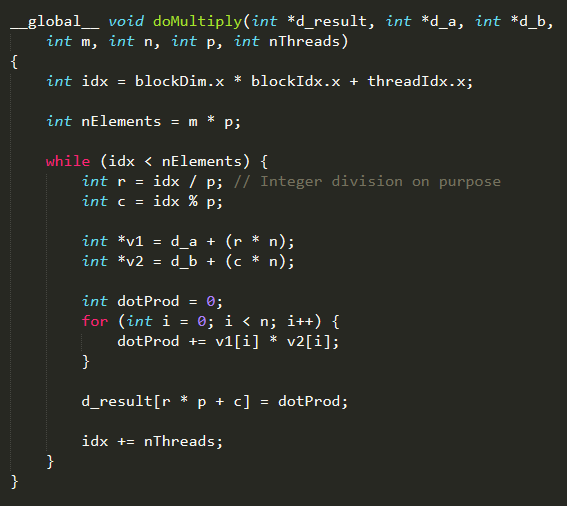 __global__ void doMultiply(int *d_result, int *d_a, int *d_b,
    int m, int n, int p, int nThreads)
{
    int idx = blockDim.x * blockIdx.x + threadIdx.x;

    int nElements = m * p;

    while (idx < nElements) {
        int r = idx / p; // Integer division on purpose
        int c = idx % p;

        int *v1 = d_a + (r * n);
        int *v2 = d_b + (c * n);

        int dotProd = 0;
        for (int i = 0; i < n; i++) {
            dotProd += v1[i] * v2[i];
        }

        d_result[r * p + c] = dotProd;

        idx += nThreads;
    }
}